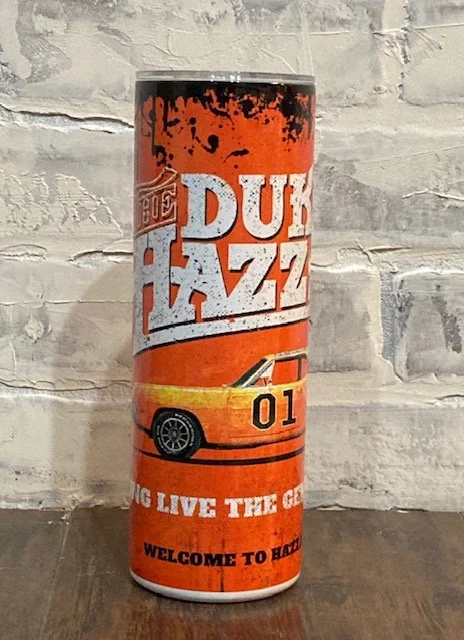 THE DUK
HAZZ
01
NG LIVE THE GE
WELCOME TO HAZZ